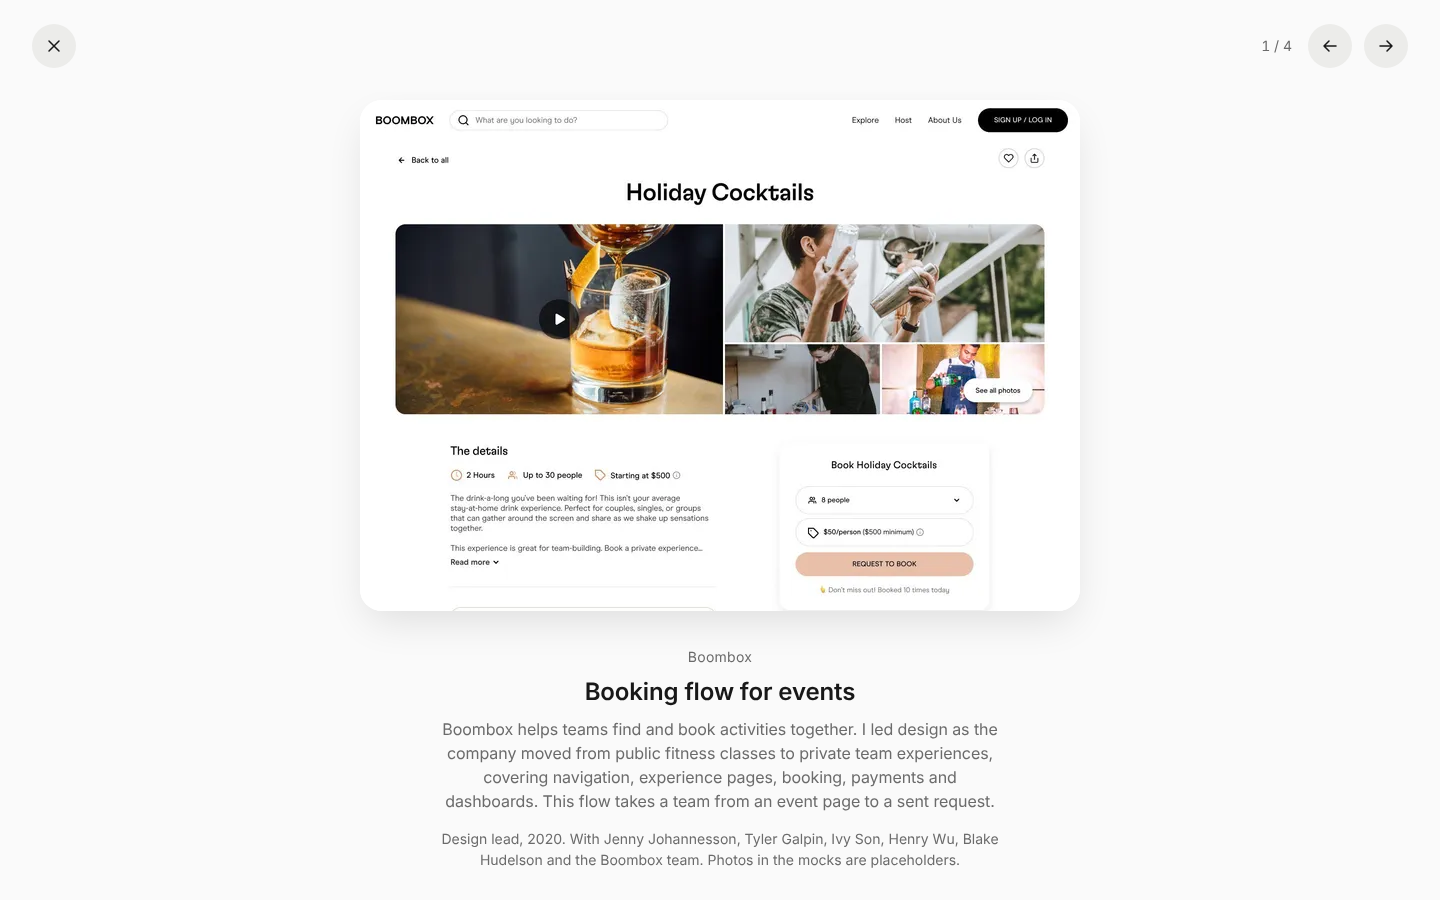 1 / 4
BOOMBOX
What are you looking to do?
Explore
Host
About Us
SIGN UP / LOG IN
Back to all
Holiday Cocktails
See all photos
The details
2 Hours
Up to 30 people
Starting at $500
The drink-a-long you've been waiting for! This isn't your average
stay-at-home drink experience. Perfect for couples, singles, or groups
that can gather around the screen and share as we shake up sensations
together.
This experience is great for team-building. Book a private experience...
Read more
Book Holiday Cocktails
8 people
$50/person ($500 minimum)
REQUEST TO BOOK
Don't miss out! Booked 10 times today
Boombox
Booking flow for events
Boombox helps teams find and book activities together. I led design as the
company moved from public fitness classes to private team experiences,
covering navigation, experience pages, booking, payments and
dashboards. This flow takes a team from an event page to a sent request.
Design lead, 2020. With Jenny Johannesson, Tyler Galpin, Ivy Son, Henry Wu, Blake
Hudelson and the Boombox team. Photos in the mocks are placeholders.